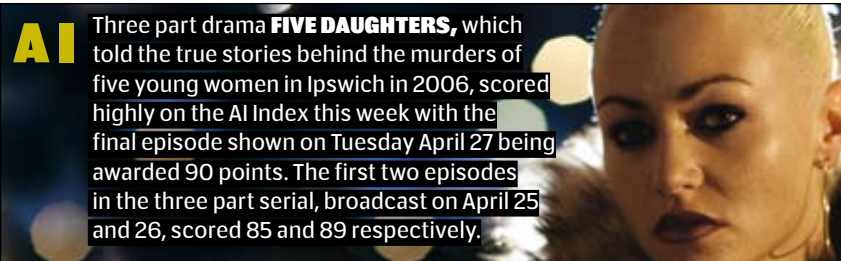 AI
Three part drama FIVE DAUGHTERS, which
told the true stories behind the murders of
five young women in Ipswich in 2006, scored
highly on the AI Index this week with the
final episode shown on Tuesday April 27 being
awarded 90 points. The first two episodes
in the three part serial, broadcast on April 25
and 26, scored 85 and 89 respectively.